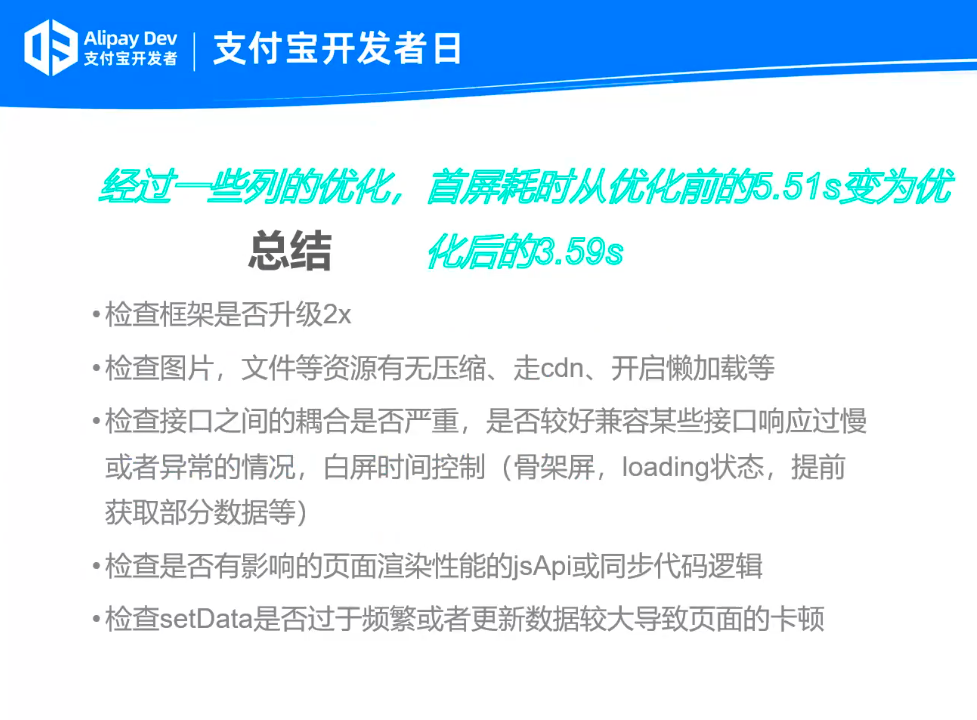 Alipay Dev
支付宝开发者
支付宝开发者日
经过一些列的优化，首屏耗时从优化前的5.51s变为优
化后的3.59s
总结
•检查框架是否升级2x
•检查图片，文件等资源有无压缩、走cdn、开启懒加载等
•检查接口之间的耦合是否严重，是否较好兼容某些接口响应过慢
或者异常的情况，白屏时间控制（骨架屏，loading状态，提前
获取部分数据等）
•检查是否有影响的页面渲染性能的jsApi或同步代码逻辑
•检查setData是否过于频繁或者更新数据较大导致页面的卡顿